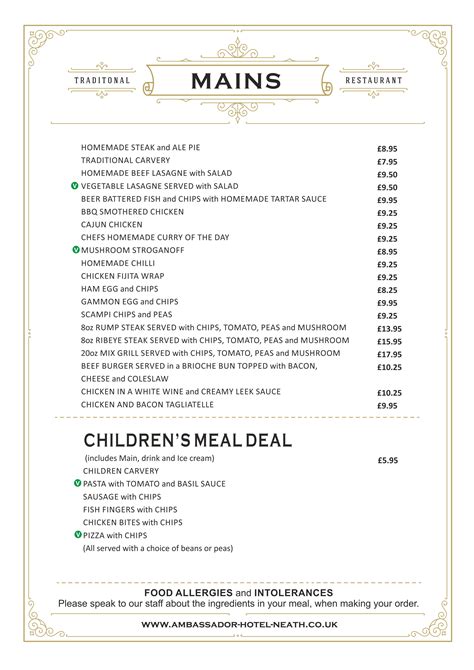 TRADITONAL
MAINS
RESTAURANT
HOMEMADE STEAK and ALE PIE £8.95
TRADITIONAL CARVERY £7.95
HOMEMADE BEEF LASAGNE with SALAD £9.50
V VEGETABLE LASAGNE SERVED with SALAD £9.50
BEER BATTERED FISH and CHIPS with HOMEMADE TARTAR SAUCE £9.95
BBQ SMOTHERED CHICKEN £9.25
CAJUN CHICKEN £9.25
CHEFS HOMEMADE CURRY OF THE DAY £9.25
V MUSHROOM STROGANOFF £8.95
HOMEMADE CHILLI £9.25
CHICKEN FIJITA WRAP £9.25
HAM EGG and CHIPS £8.25
GAMMON EGG and CHIPS £9.95
SCAMPI CHIPS and PEAS £9.25
8oz RUMP STEAK SERVED with CHIPS, TOMATO, PEAS and MUSHROOM £13.95
8oz RIBEYE STEAK SERVED with CHIPS, TOMATO, PEAS and MUSHROOM £15.95
20oz MIX GRILL SERVED with CHIPS, TOMATO, PEAS and MUSHROOM £17.95
BEEF BURGER SERVED in a BRIOCHE BUN TOPPED with BACON, £10.25
CHEESE and COLESLAW
CHICKEN IN A WHITE WINE and CREAMY LEEK SAUCE £10.25
CHICKEN AND BACON TAGLIATELLE £9.95
CHILDREN'S MEAL DEAL
(includes Main, drink and Ice cream) £5.95
CHILDREN CARVERY
V PASTA with TOMATO and BASIL SAUCE
SAUSAGE with CHIPS
FISH FINGERS with CHIPS
CHICKEN BITES with CHIPS
V PIZZA with CHIPS
(All served with a choice of beans or peas)
FOOD ALLERGIES and INTOLERANCES
Please speak to our staff about the ingredients in your meal, when making your order.
WWW.AMBASSADOR-HOTEL-NEATH.CO.UK